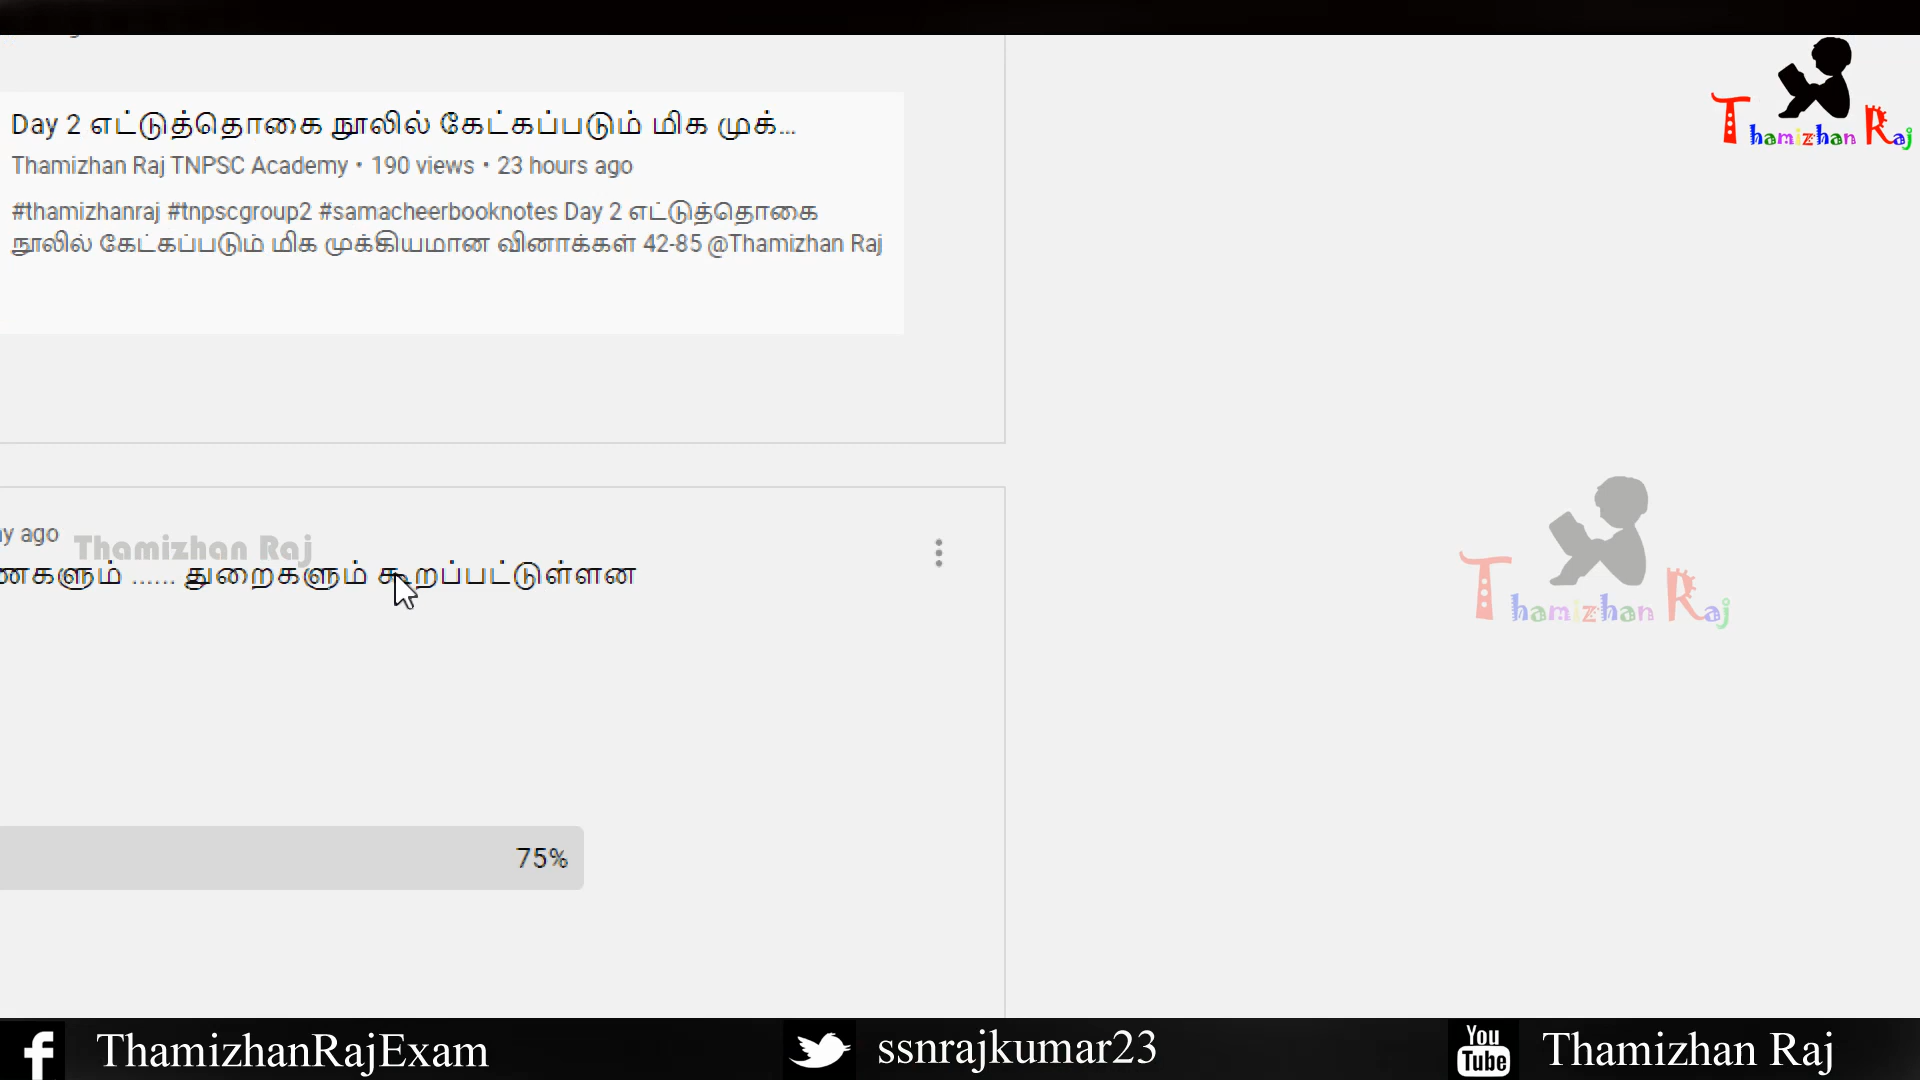 Day 2 எட்டுத்தொகை நூலில் கேட்கப்படும் மிக முக்...
Thamizhan Raj TNPSC Academy • 190 views • 23 hours ago
#thamizhanraj #tnpscgroup2 #samacheerbooknotes Day 2 எட்டுத்தொகை
நூலில் கேட்கப்படும் மிக முக்கியமான வினாக்கள் 42-85 @Thamizhan Raj
Thamizhan Raj
ago
Thamizhan Raj
...... துறைகளும் கூறப்பட்டுள்ளன
Thamizhan Raj
75%
ThamizhanRajExam
ssnrajkumar23
You Tube
Thamizhan Raj